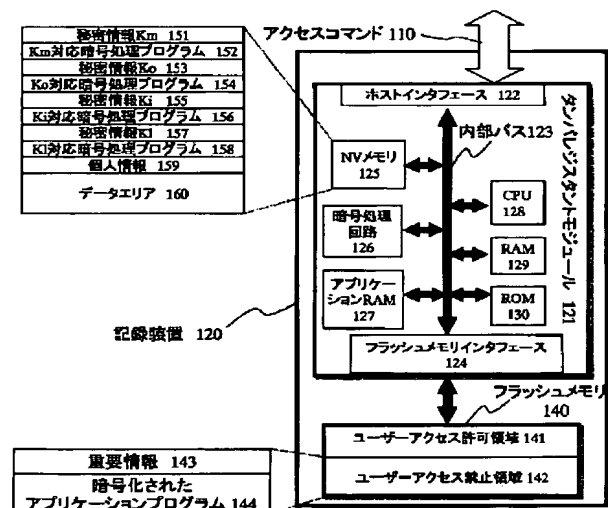 秘密情報Km 151
Km対応暗号処理プログラム 152
秘密情報Ko 153
Ko対応暗号処理プログラム 154
秘密情報Ki 155
Ki対応暗号処理プログラム 156
秘密情報Kl 157
Kl対応暗号処理プログラム 158
個人情報 159
データエリア 160
アクセスコマンド 110
ホストインタフェース 122
内部バス123
NVメモリ
125
暗号処理
回路
126
アプリケー
ションRAM
127
CPU
128
RAM
129
ROM
130
タンパレジスタントモジュール 121
フラッシュメモリインタフェース
124
記録装置 120
フラッシュメモリ
140
ユーザーアクセス許可領域 141
ユーザーアクセス禁止領域 142
重要情報 143
暗号化された
アプリケーションプログラム 144